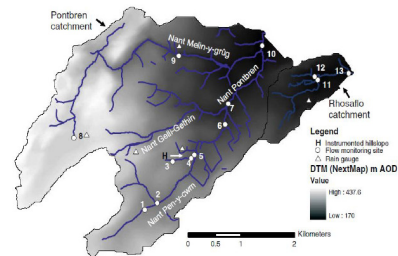 Pontbren
catchment
Nant Melin-y-grûg
10
9
Nant Pontbren
12
13
11
Rhosaflo
catchment
7
6
8
Nant Gelli-Gethin
H
5
4
3
2
1
Nant Pen-y-cwm
Legend
H Instrumented hillslope
Flow monitoring site
Rain gauge
DTM (NextMap) m AOD
Value
High : 437.6
Low : 170
0 0.5 1 2
Kilometers